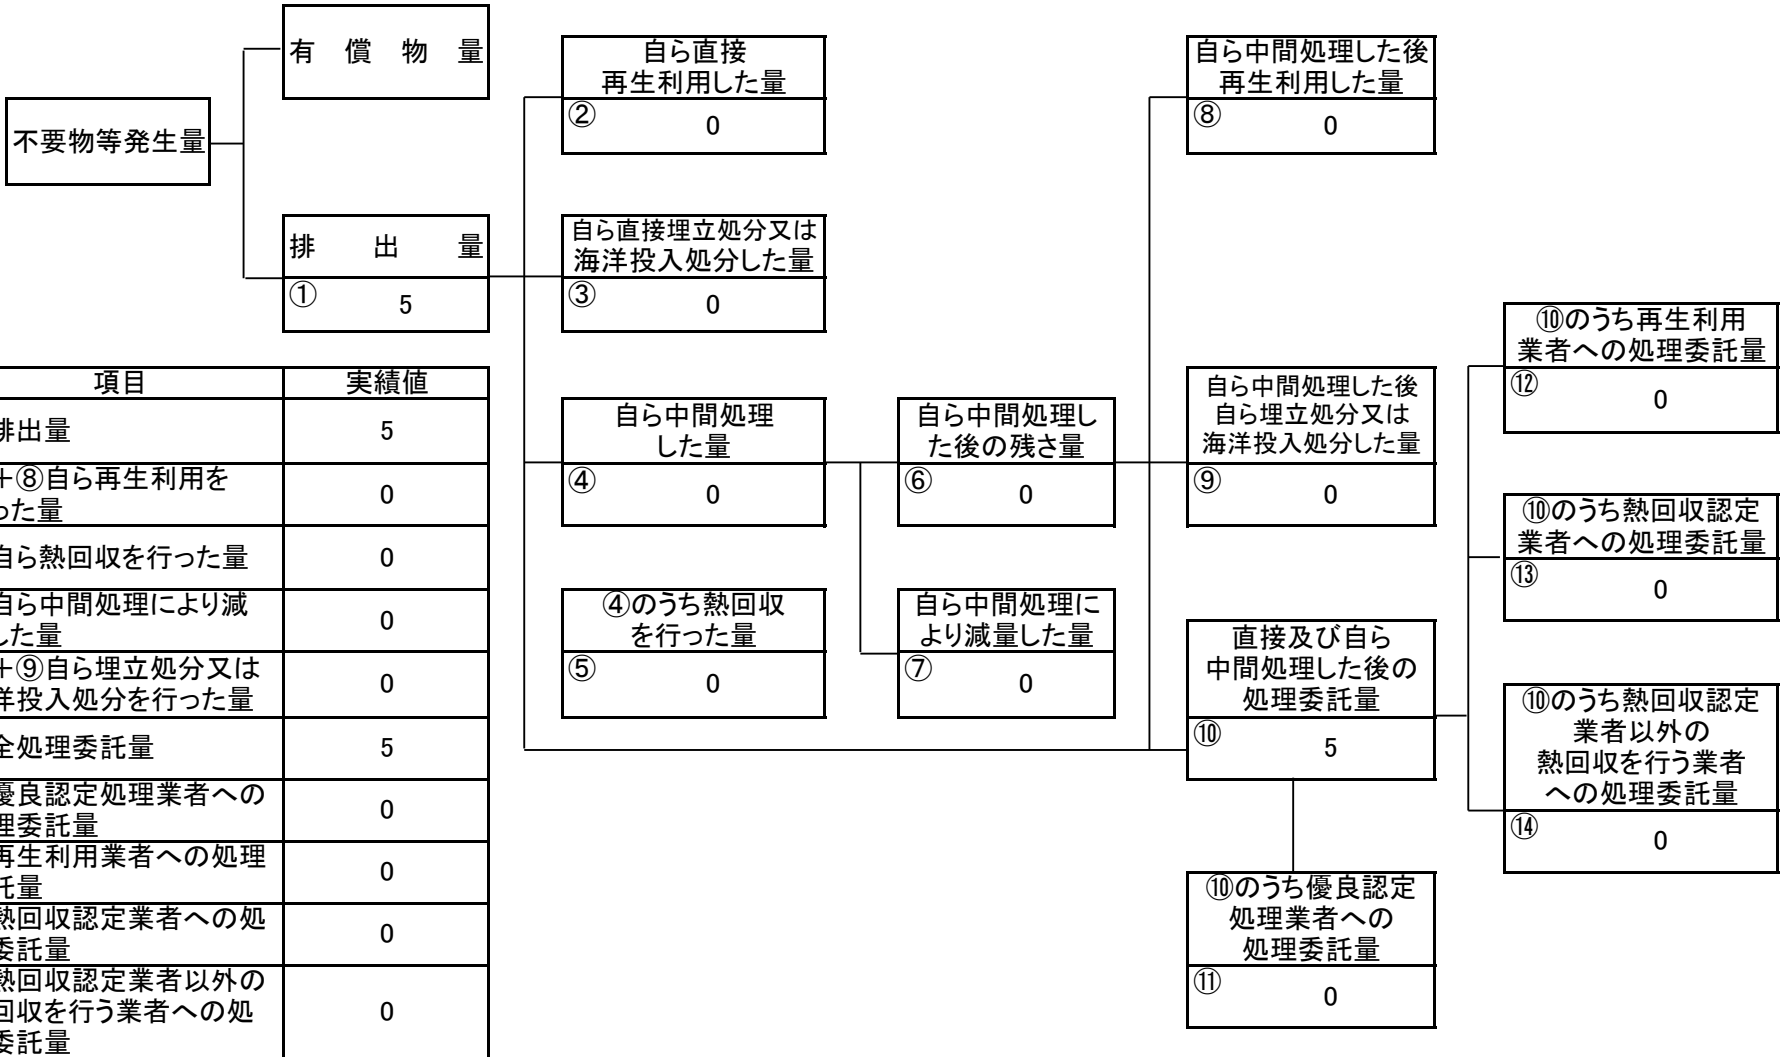 有 償 物 量
不要物等発生量
排 出 量
① 5
自ら直接
再生利用した量
② 0
自ら直接埋立処分又は
海洋投入処分した量
③ 0
自ら中間処理
した量
④ 0
④のうち熱回収
を行った量
⑤ 0
自ら中間処理し
た後の残さ量
⑥ 0
自ら中間処理に
より減量した量
⑦ 0
自ら中間処理した後
再生利用した量
⑧ 0
自ら中間処理した後
自ら埋立処分又は
海洋投入処分した量
⑨ 0
直接及び自ら
中間処理した後の
処理委託量
⑩ 5
⑩のうち優良認定
処理業者への
処理委託量
⑪ 0
⑩のうち再生利用
業者への処理委託量
⑫ 0
⑩のうち熱回収認定
業者への処理委託量
⑬ 0
⑩のうち熱回収認定
業者以外の
熱回収を行う業者
への処理委託量
⑭ 0
項目 実績値
排出量 5
+⑧自ら再生利用を
った量 0
自ら熱回収を行った量 0
自ら中間処理により減
した量 0
+⑨自ら埋立処分又は
洋投入処分を行った量 0
全処理委託量 5
優良認定処理業者への
理委託量 0
再生利用業者への処理
託量 0
熱回収認定業者への処
委託量 0
熱回収認定業者以外の
回収を行う業者への処
委託量 0